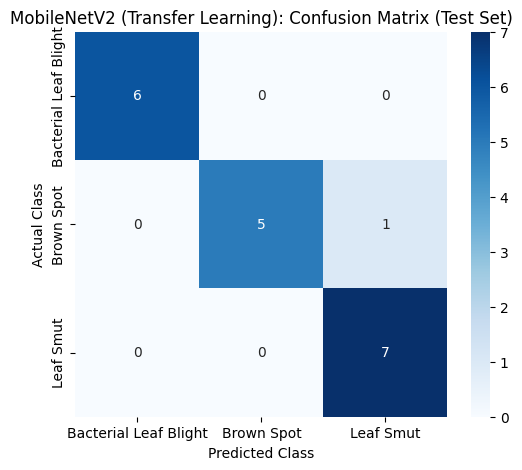 MobileNetV2 (Transfer Learning): Confusion Matrix (Test Set)
Actual Class
Bacterial Leaf Blight
Brown Spot
Leaf Smut
6 0 0
0 5 1
0 0 7
Bacterial Leaf Blight Brown Spot Leaf Smut
Predicted Class
7
6
5
4
3
2
1
0